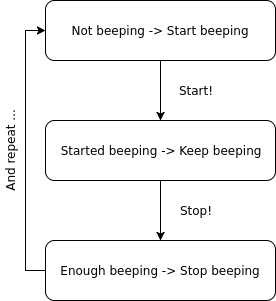 Not beeping -> Start beeping
Start!
Started beeping -> Keep beeping
And repeat ...
Stop!
Enough beeping -> Stop beeping